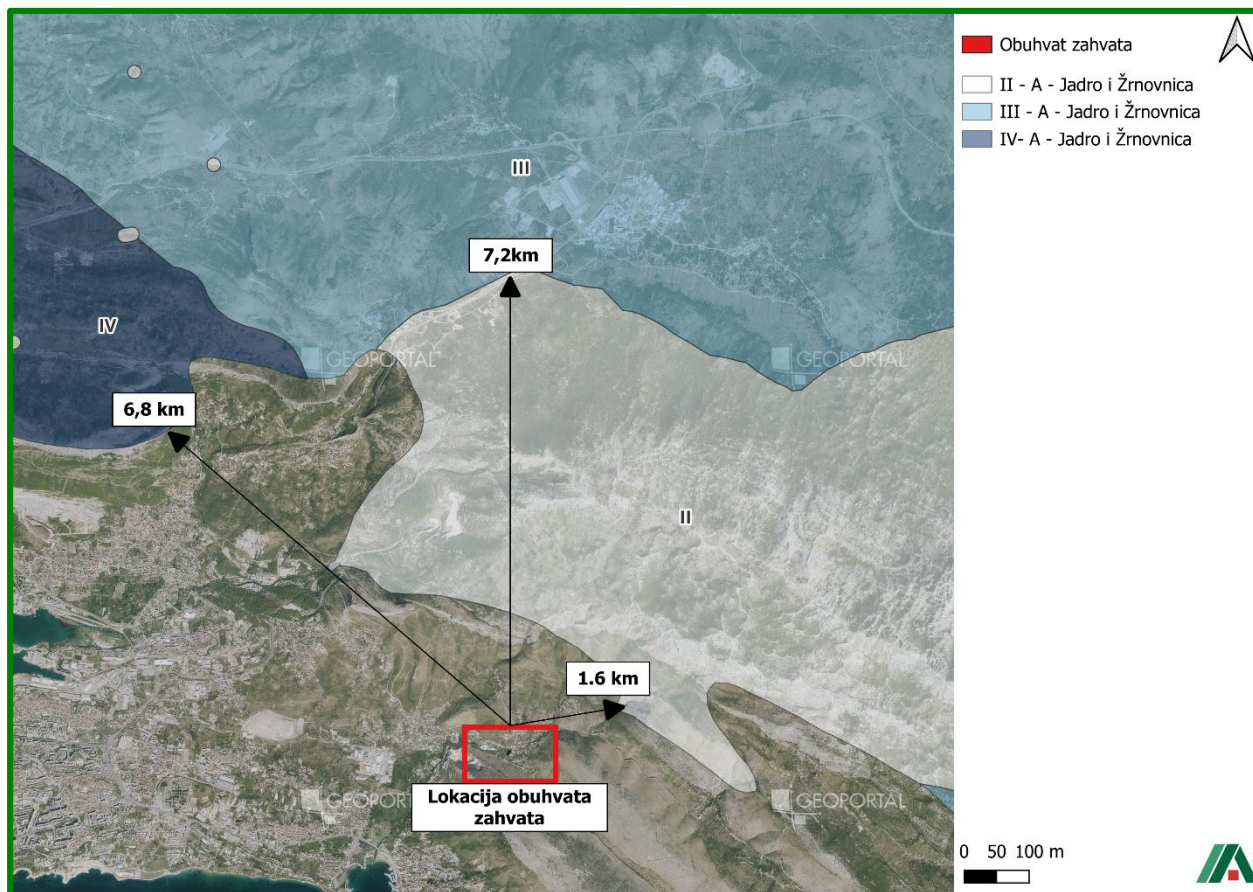 Obuhvat zahvata
II - A - Jadro i Žrnovnica
III - A - Jadro i Žrnovnica
IV- A - Jadro i Žrnovnica
III
7,2km
IV
GEOPORTAL
GEOPORTAL
6,8 km
II
1.6 km
Lokacija obuhvata
zahvata
GEOPORTAL
GEOPORTAL
0 50 100 m